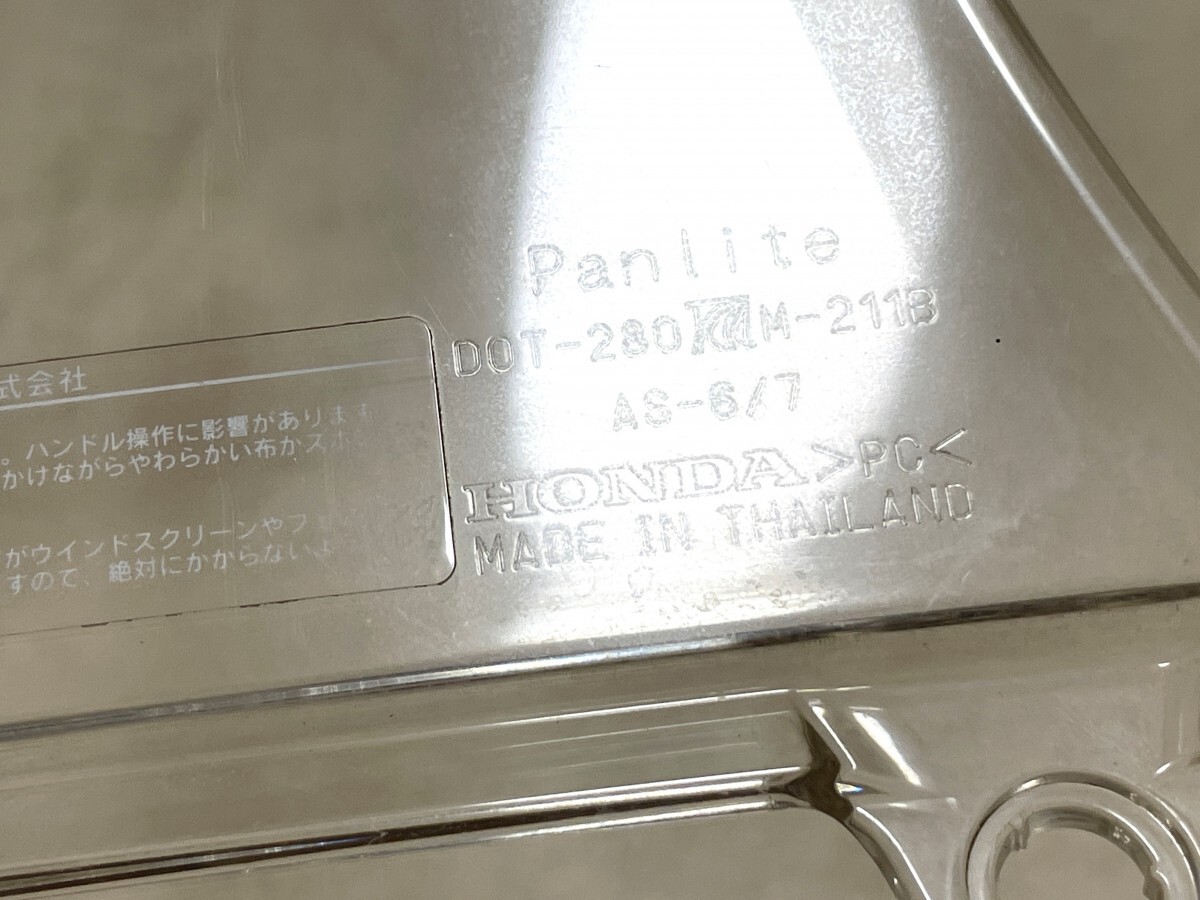 Panlite
DOT-280 M-211B
AS-6/7
HONDA >PC<
MADE IN THAILAND
式会社
。ハンドル操作に影響があります
かけながらやわらかい布かスポ
がウインドスクリーンやフ
すので、絶対にかからないよ